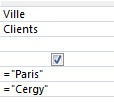 Ville
Clients
="Paris"
="Cergy"